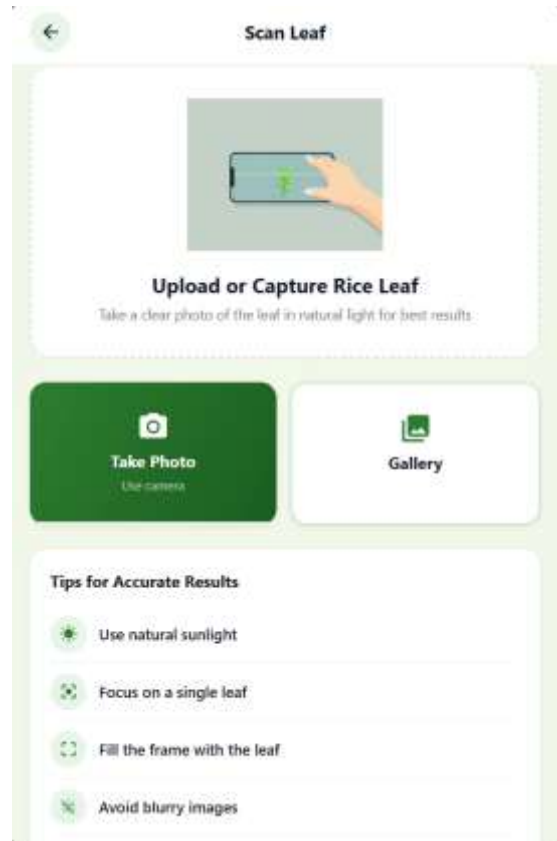 Scan Leaf
Upload or Capture Rice Leaf
Take a clear photo of the leaf in natural light for best results
Take Photo
Use camera
Gallery
Tips for Accurate Results
Use natural sunlight
Focus on a single leaf
Fill the frame with the leaf
Avoid blurry images